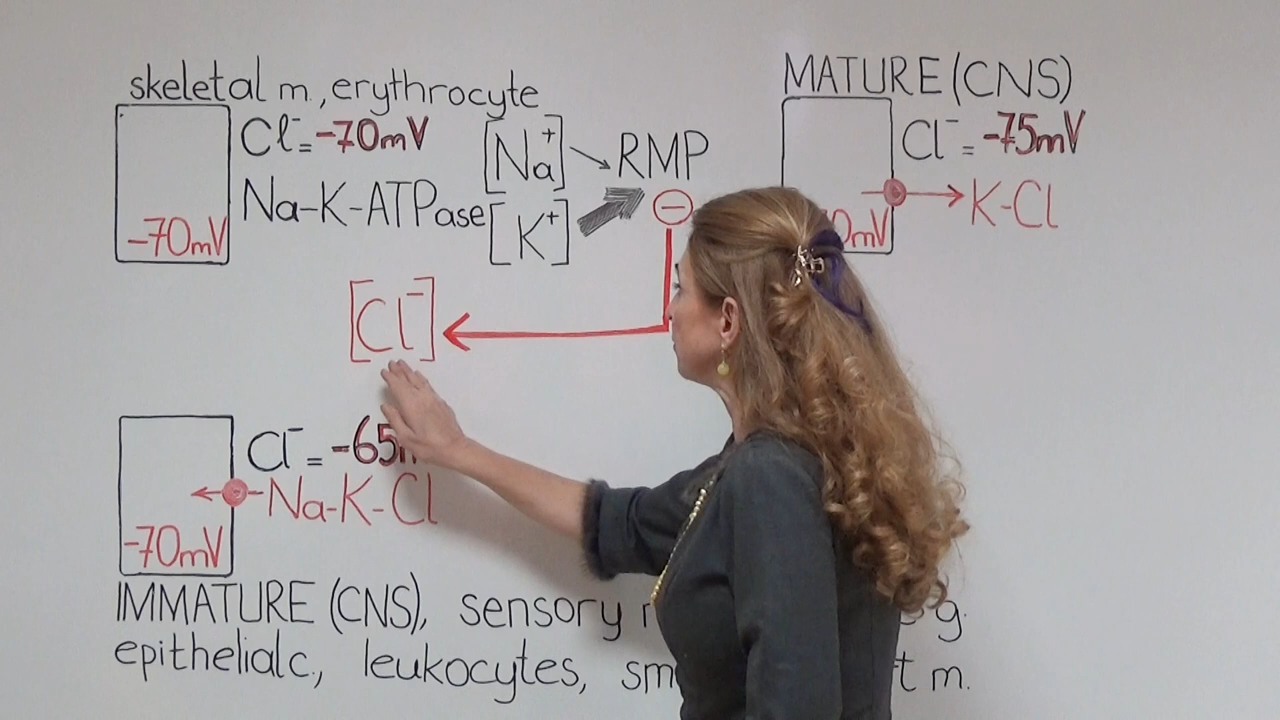 skeletal m., erythrocyte
Cl⁻ = -70mV
Na-K-ATPase
-70mV
[Na⁺]
[K⁺]
RMP
⊖
[Cl⁻]
MATURE (CNS)
Cl⁻ = -75mV
K-Cl
0mV
Cl⁻ = -65
Na-K-Cl
-70mV
IMMATURE (CNS), sensory g.
epithelial c., leukocytes, t m.